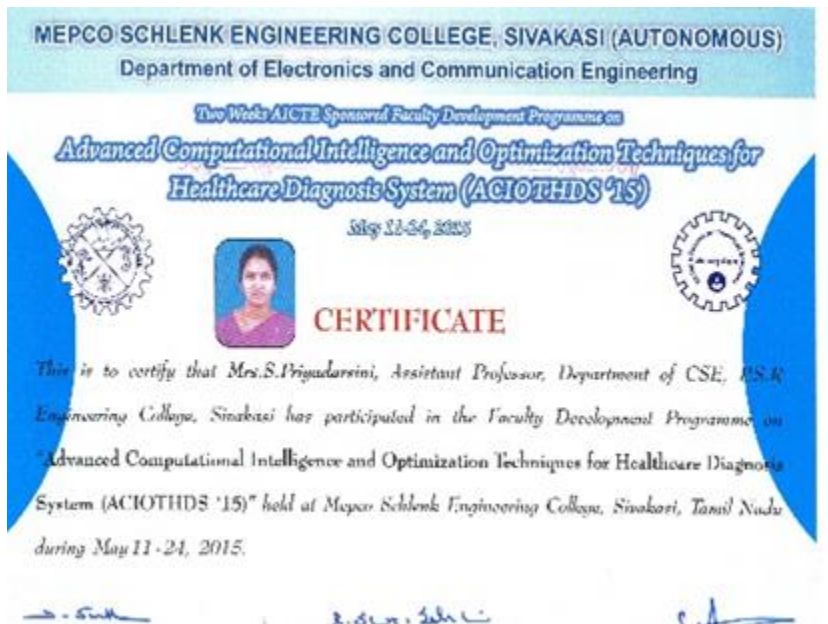 MEPCO SCHLENK ENGINEERING COLLEGE, SIVAKASI (AUTONOMOUS)
Department of Electronics and Communication Engineering
Two Weeks AICTE Sponsored Faculty Development Programme on
Advanced Computational Intelligence and Optimization Techniques for
Healthcare Diagnosis System (ACIOTHDS '15)
May 11-24, 2015
CERTIFICATE
This is to certify that Mrs.S.Priyadarsini, Assistant Professor, Department of CSE, P.S.R
Engineering College, Sivakasi has participated in the Faculty Development Programme on
"Advanced Computational Intelligence and Optimization Techniques for Healthcare Diagnosis
System (ACIOTHDS '15)" held at Mepco Schlenk Engineering College, Sivakasi, Tamil Nadu
during May 11-24, 2015.